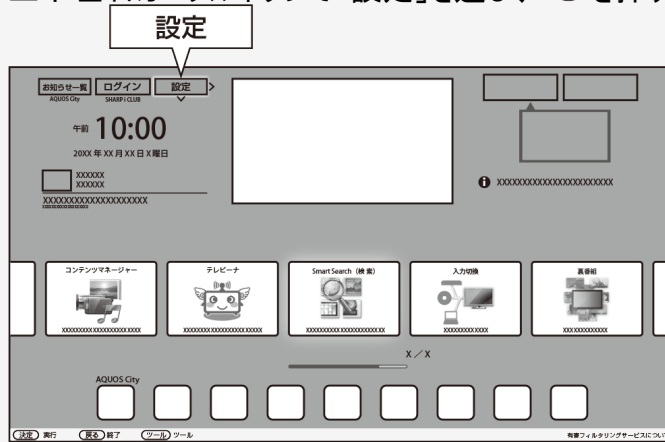 設定
お知らせ一覧 ログイン 設定
AQUOS City SHARP i CLUB
午前 10:00
20XX 年 XX 月 XX 日 X 曜日
XXXXXX
XXXXXX
XXXXXXXXXXXXXXXXXXXX
XXXXXXXXXXXXXXXXXXXXXXX
コンテンツマネージャー テレビーナ Smart Search（検 索） 入力切換 裏番組
X ／ X
AQUOS City
決定 実行 戻る 終了 ツール ツール 有害フィルタリングサービスについ